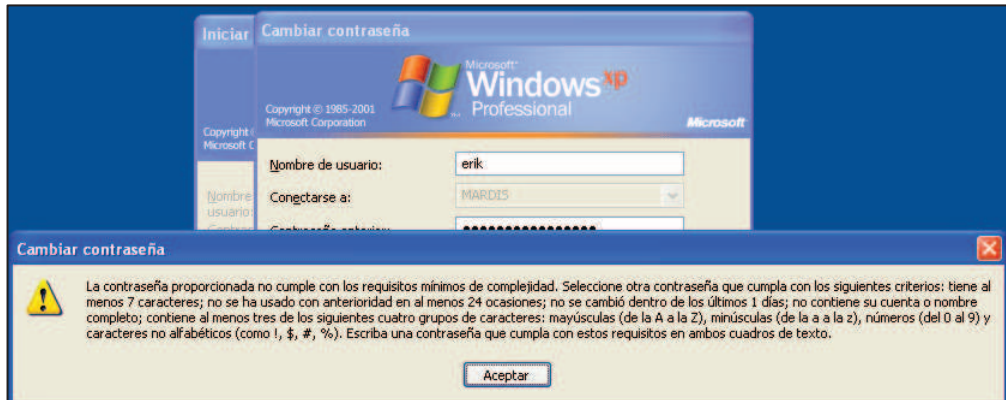 Iniciar
Cambiar contraseña
Microsoft
Windows xp
Professional
Copyright © 1985-2001
Microsoft Corporation
Microsoft
Copyright
Microsoft C
Nombre de usuario:
erik
Nombre
usuario:
Conectarse a:
MARDIS
Contraseña anterior:
Cambiar contraseña
La contraseña proporcionada no cumple con los requisitos mínimos de complejidad. Seleccione otra contraseña que cumpla con los siguientes criterios: tiene al
menos 7 caracteres; no se ha usado con anterioridad en al menos 24 ocasiones; no se cambió dentro de los últimos 1 días; no contiene su cuenta o nombre
completo; contiene al menos tres de los siguientes cuatro grupos de caracteres: mayúsculas (de la A a la Z), minúsculas (de la a a la z), números (del 0 al 9) y
caracteres no alfabéticos (como !, $, #, %). Escriba una contraseña que cumpla con estos requisitos en ambos cuadros de texto.
Aceptar